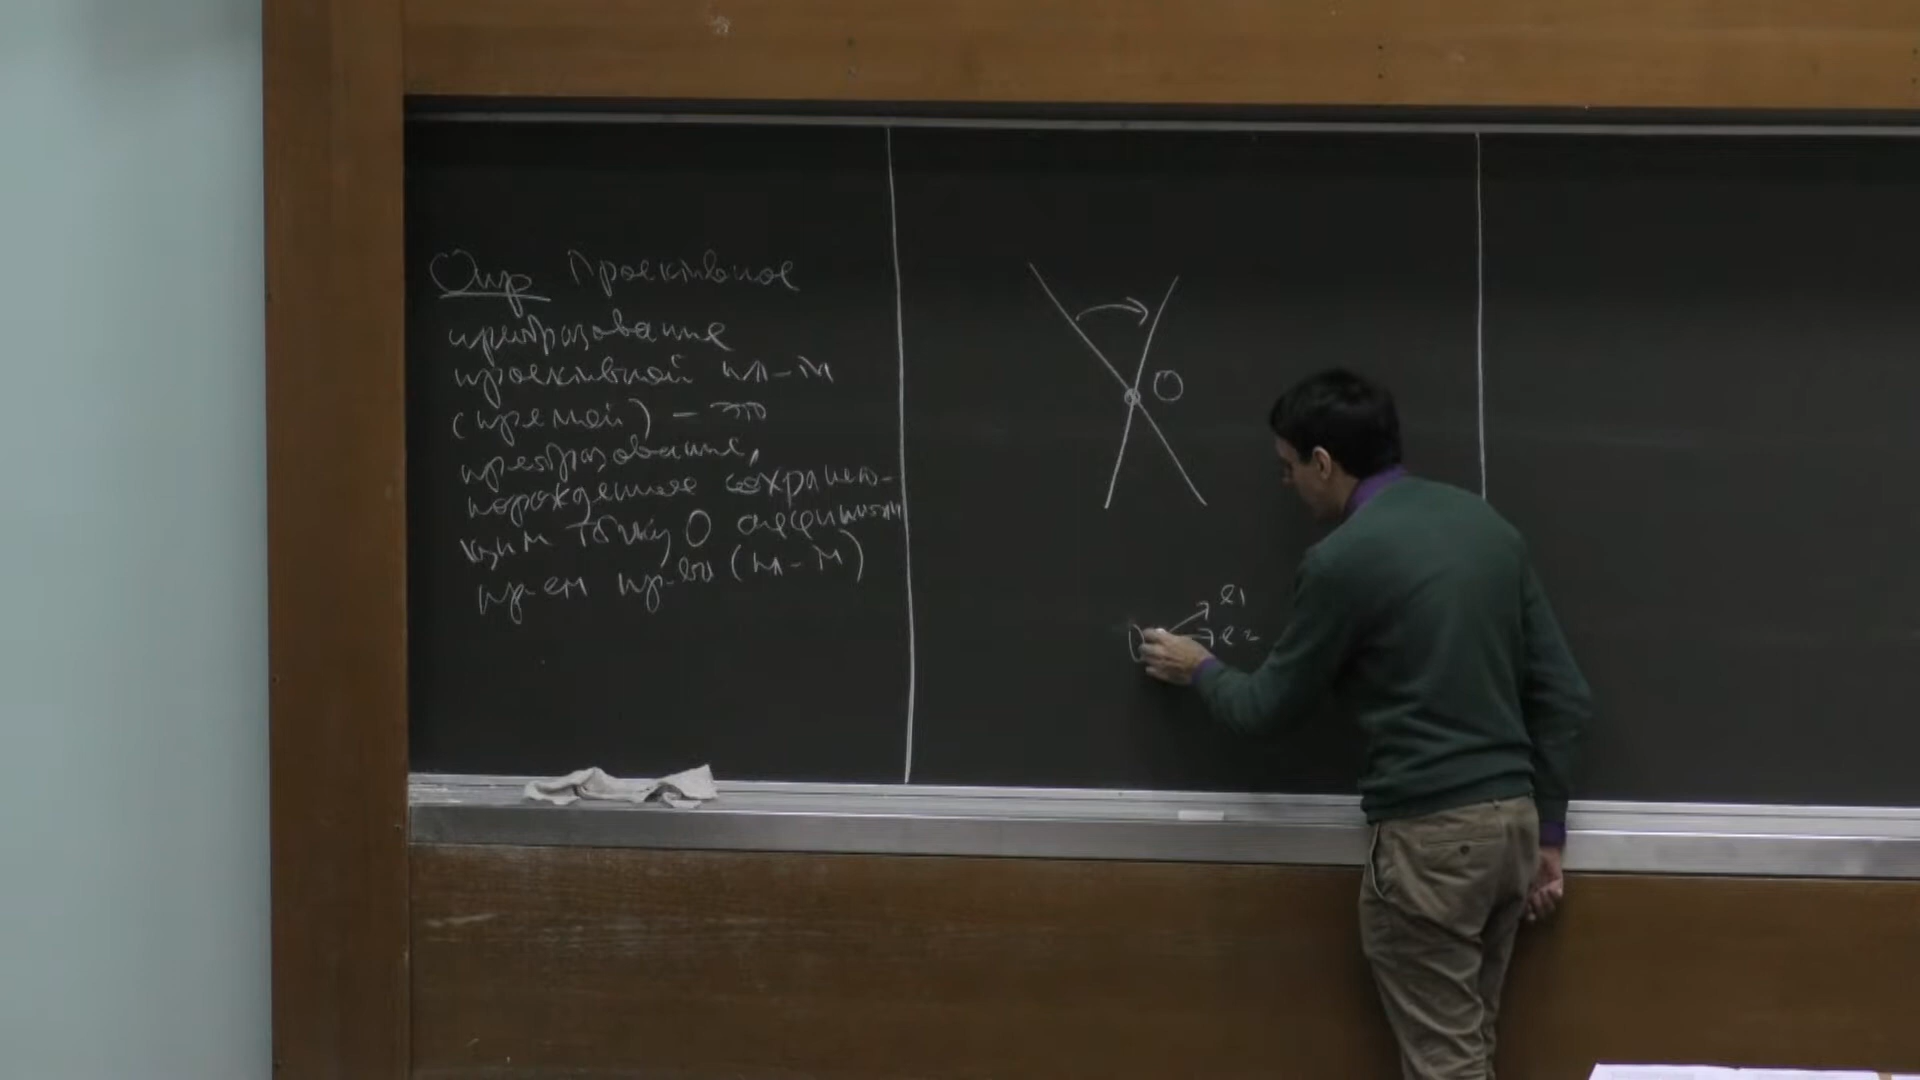 Опр Проективное
преобразование
проективной пл-ти
(прямой) – это
преобразование,
порожденное сохраняю-
щим точку О аффинным
пр-ем пр-ва (пл-ти)
O
e1
e2